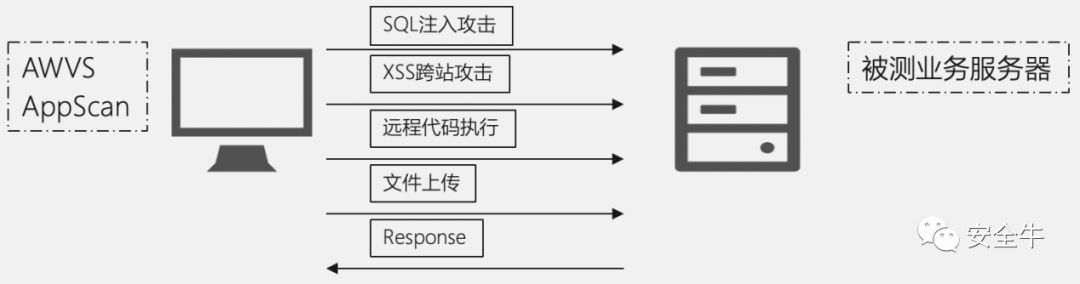 AWVS
AppScan
SQL注入攻击
XSS跨站攻击
远程代码执行
文件上传
Response
被测业务服务器
安全牛